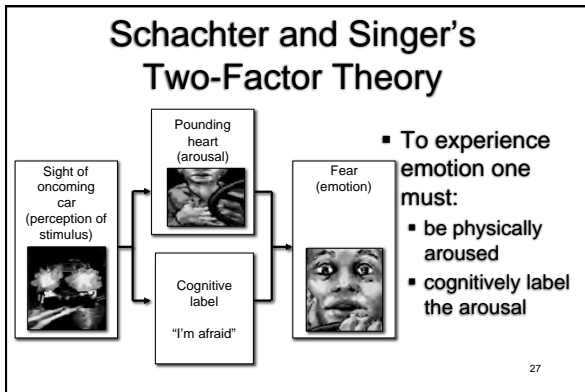 Schachter and Singer’s
Two-Factor Theory
Sight of
oncoming
car
(perception of
stimulus)
Pounding
heart
(arousal)
Cognitive
label
“I’m afraid”
Fear
(emotion)
▪ To experience
emotion one
must:
▪ be physically
aroused
▪ cognitively label
the arousal
27